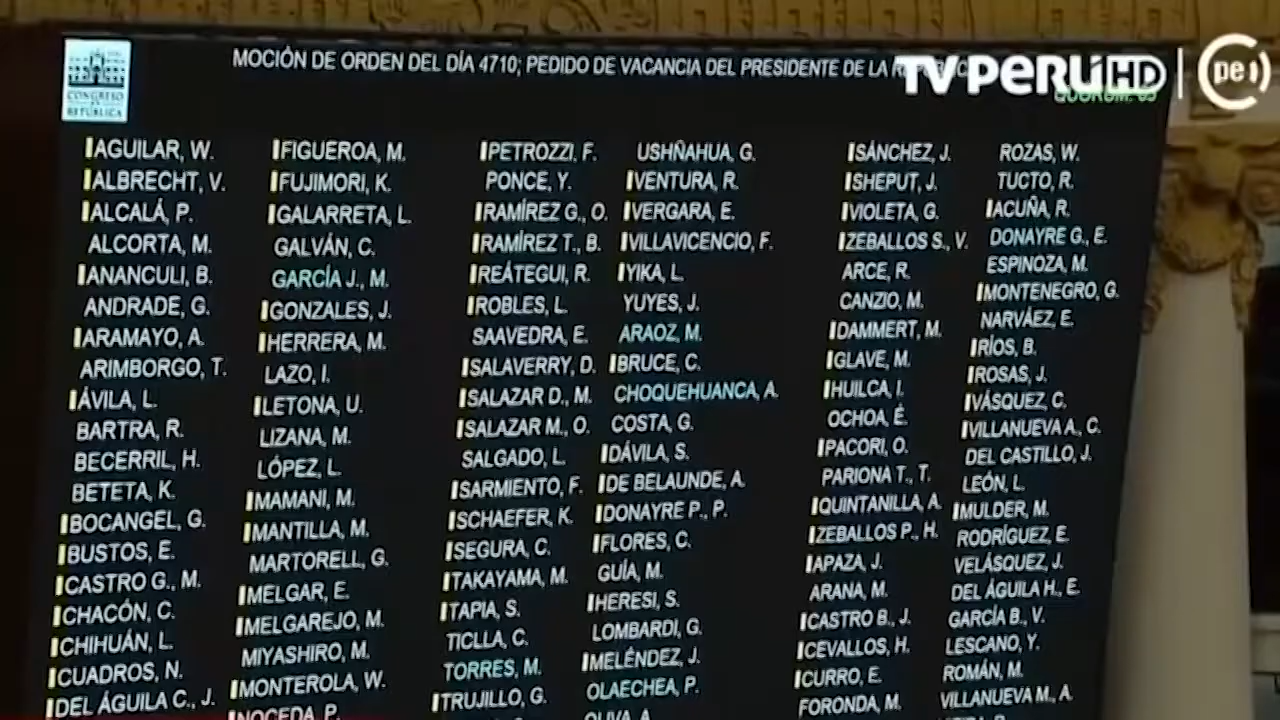 MOCIÓN DE ORDEN DEL DÍA 4710; PEDIDO DE VACANCIA DEL PRESIDENTE DE LA
TVPERÚ HD
pe
CONGRESO
REPÚBLICA
QUORUM:
AGUILAR, W.
ALBRECHT, V.
ALCALÁ, P.
ALCORTA, M.
ANANCULI, B.
ANDRADE, G.
ARAMAYO, A.
ARIMBORGO, T.
ÁVILA, L.
BARTRA, R.
BECERRIL, H.
BETETA, K.
BOCANGEL, G.
BUSTOS, E.
CASTRO G., M.
CHACÓN, C.
CHIHUÁN, L.
CUADROS, N.
DEL ÁGUILA C., J.
FIGUEROA, M.
FUJIMORI, K.
GALARRETA, L.
GALVÁN, C.
GARCÍA J., M.
GONZALES, J.
HERRERA, M.
LAZO, I.
LETONA, U.
LIZANA, M.
LÓPEZ, L.
MAMANI, M.
MANTILLA, M.
MARTORELL, G.
MELGAR, E.
MELGAREJO, M.
MIYASHIRO, M.
MONTEROLA, W.
NOCEDA, P.
PETROZZI, F.
PONCE, Y.
RAMÍREZ G., O.
RAMÍREZ T., B.
REÁTEGUI, R.
ROBLES, L.
SAAVEDRA, E.
SALAVERRY, D.
SALAZAR D., M.
SALAZAR M., O.
SALGADO, L.
SARMIENTO, F.
SCHAEFER, K.
SEGURA, C.
TAKAYAMA, M.
TAPIA, S.
TICLLA, C.
TORRES, M.
TRUJILLO, G.
USHÑAHUA, G.
VENTURA, R.
VERGARA, E.
VILLAVICENCIO, F.
YIKA, L.
YUYES, J.
ARAOZ, M.
BRUCE, C.
CHOQUEHUANCA, A.
COSTA, G.
DÁVILA, S.
DE BELAUNDE, A.
DONAYRE P., P.
FLORES, C.
GUÍA, M.
HERESI, S.
LOMBARDI, G.
MELÉNDEZ, J.
OLAECHEA, P.
OLIVA, A.
SÁNCHEZ, J.
SHEPUT, J.
VIOLETA, G.
ZEBALLOS S., V.
ARCE, R.
CANZIO, M.
DAMMERT, M.
GLAVE, M.
HUILCA, I.
OCHOA, É.
PACORI, O.
PARIONA T., T.
QUINTANILLA, A.
ZEBALLOS P., H.
APAZA, J.
ARANA, M.
CASTRO B., J.
CEVALLOS, H.
CURRO, E.
FORONDA, M.
ROZAS, W.
TUCTO, R.
ACUÑA, R.
DONAYRE G., E.
ESPINOZA, M.
MONTENEGRO, G.
NARVÁEZ, E.
RÍOS, B.
ROSAS, J.
VÁSQUEZ, C.
VILLANUEVA A., C.
DEL CASTILLO, J.
LEÓN, L.
MULDER, M.
RODRÍGUEZ, E.
VELÁSQUEZ, J.
DEL ÁGUILA H., E.
GARCÍA B., V.
LESCANO, Y.
ROMÁN, M.
VILLANUEVA M., A.